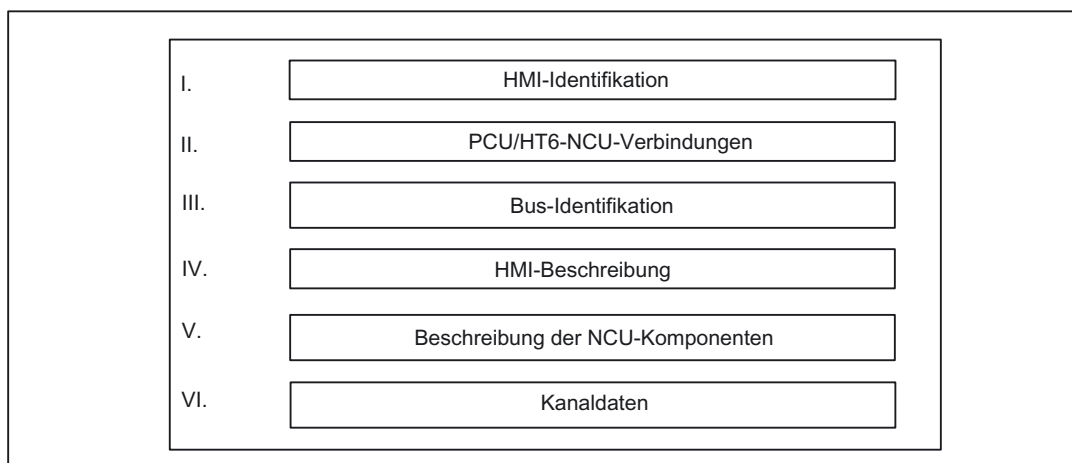 I. HMI-Identifikation
II. PCU/HT6-NCU-Verbindungen
III. Bus-Identifikation
IV. HMI-Beschreibung
V. Beschreibung der NCU-Komponenten
VI. Kanaldaten